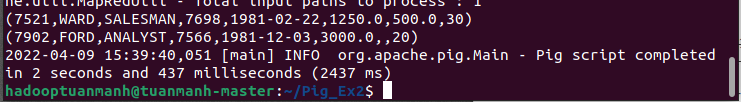 ne.util.MapRedUtil - Total input paths to process : 1
(7521,WARD,SALESMAN,7698,1981-02-22,1250.0,500.0,30)
(7902,FORD,ANALYST,7566,1981-12-03,3000.0,,20)
2022-04-09 15:39:40,051 [main] INFO  org.apache.pig.Main - Pig script completed
in 2 seconds and 437 milliseconds (2437 ms)
hadooptuanmanh@tuanmanh-master:~/Pig_Ex2$